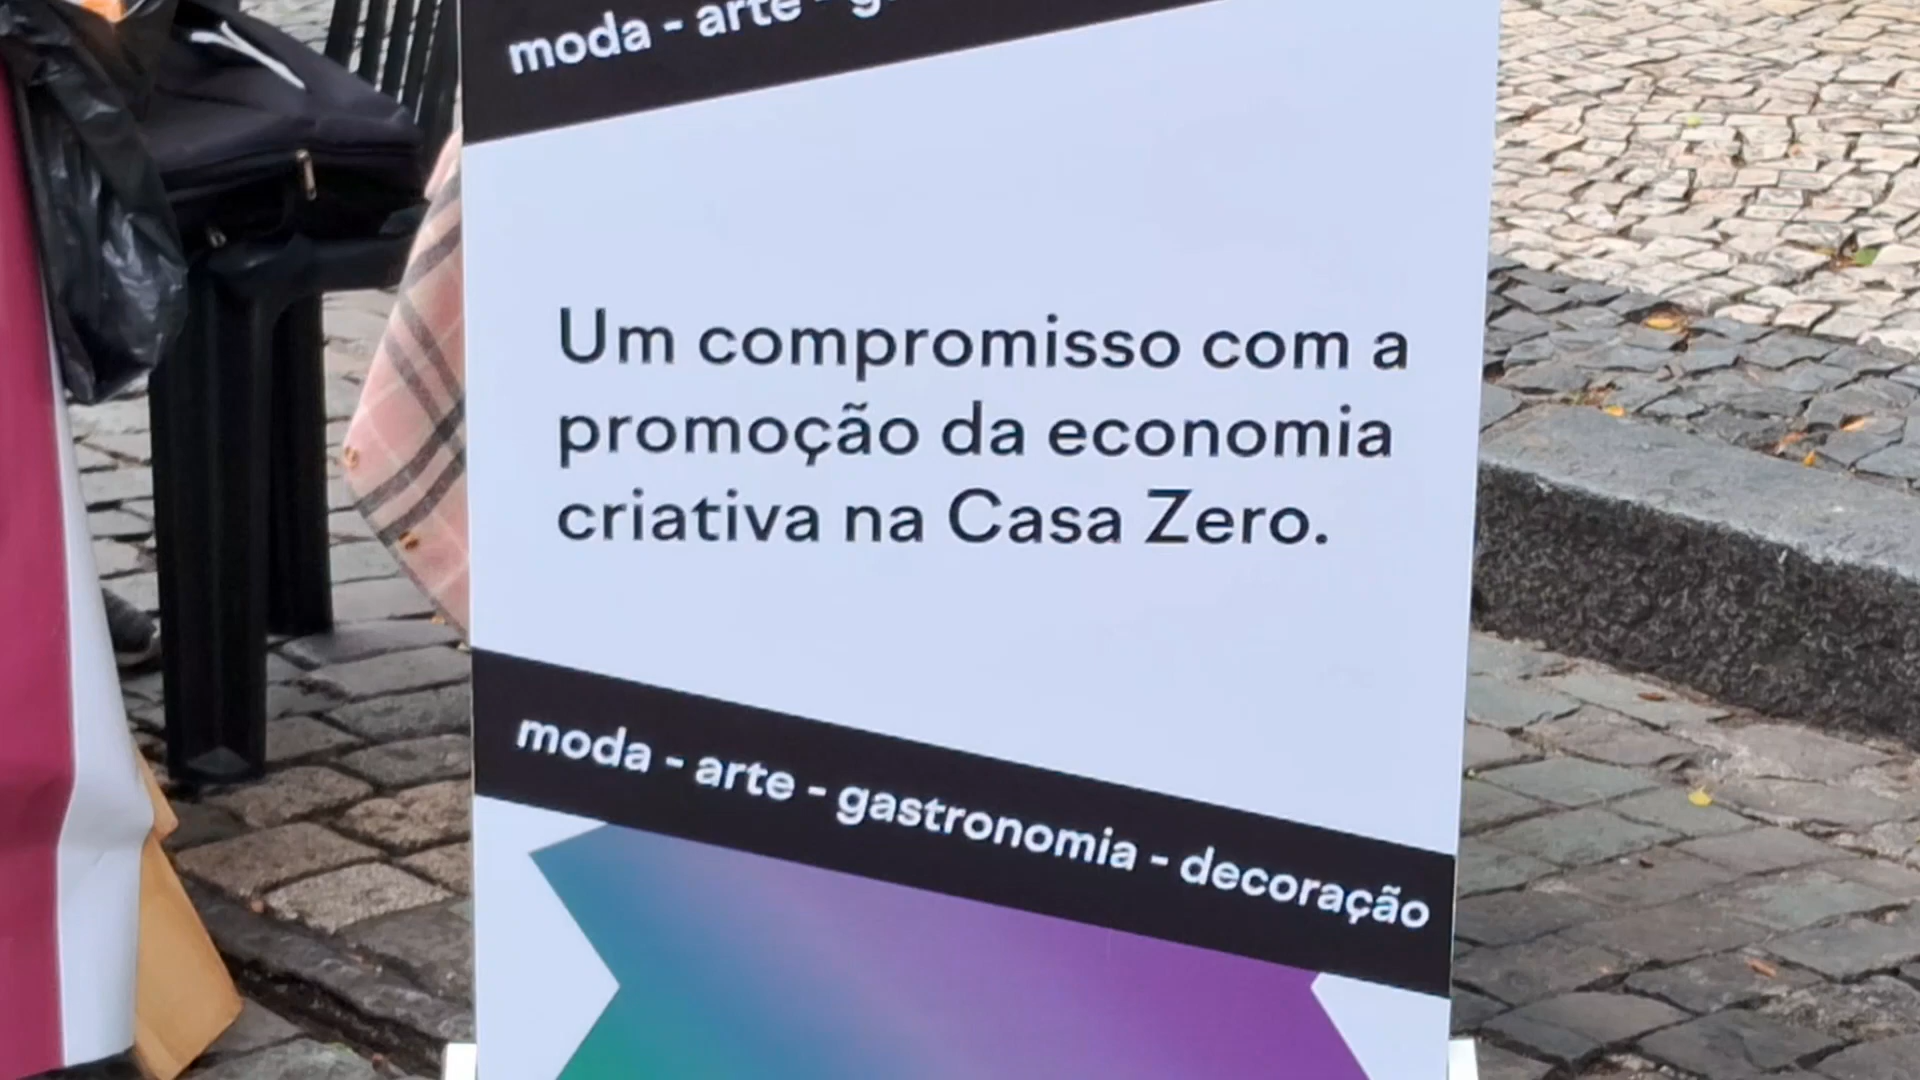 moda - arte -
Um compromisso com a
promoção da economia
criativa na Casa Zero.
moda - arte - gastronomia - decoração